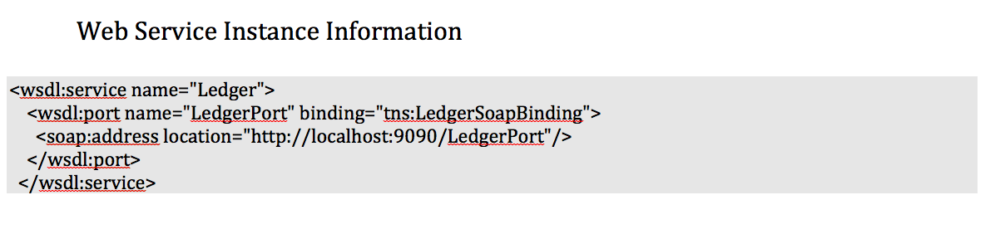 Web Service Instance Information
<wsdl:service name="Ledger">
<wsdl:port name="LedgerPort" binding="tns:LedgerSoapBinding">
<soap:address location="http://localhost:9090/LedgerPort"/>
</wsdl:port>
</wsdl:service>